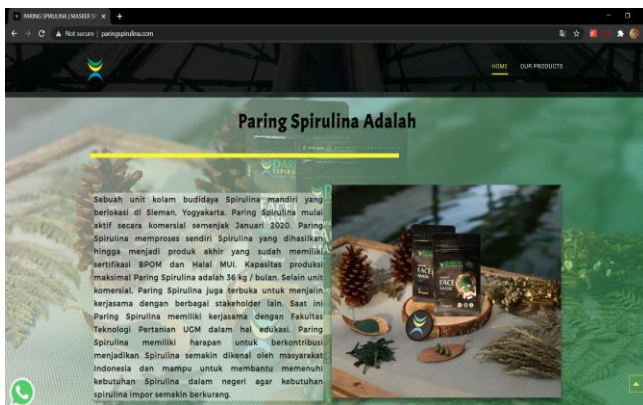 PARING SPIRULINA | MASKER SP
Not secure | paringspirulina.com
HOME OUR PRODUCTS
Paring Spirulina Adalah
Sebuah unit kolam budidaya Spirulina mandiri yang
berlokasi di Sleman, Yogyakarta. Paring Spirulina mulai
aktif secara komersial semenjak Januari 2020. Paring
Spirulina memproses sendiri Spirulina yang dihasilkan
hingga menjadi produk akhir yang sudah memiliki
sertifikasi BPOM dan Halal MUI. Kapasitas produksi
maksimal Paring Spirulina adalah 36 kg / bulan. Selain unit
komersial, Paring Spirulina juga terbuka untuk menjalin
kerjasama dengan berbagai stakeholder lain. Saat ini
Paring Spirulina memiliki kerjasama dengan Fakultas
Teknologi Pertanian UGM dalam hal edukasi. Paring
Spirulina memiliki harapan untuk berkontribusi
menjadikan Spirulina semakin dikenal oleh masyarakat
Indonesia dan mampu untuk membantu memenuhi
kebutuhan Spirulina dalam negeri agar kebutuhan
spirulina impor semakin berkurang.
FACE
MASK
FACE
MASK